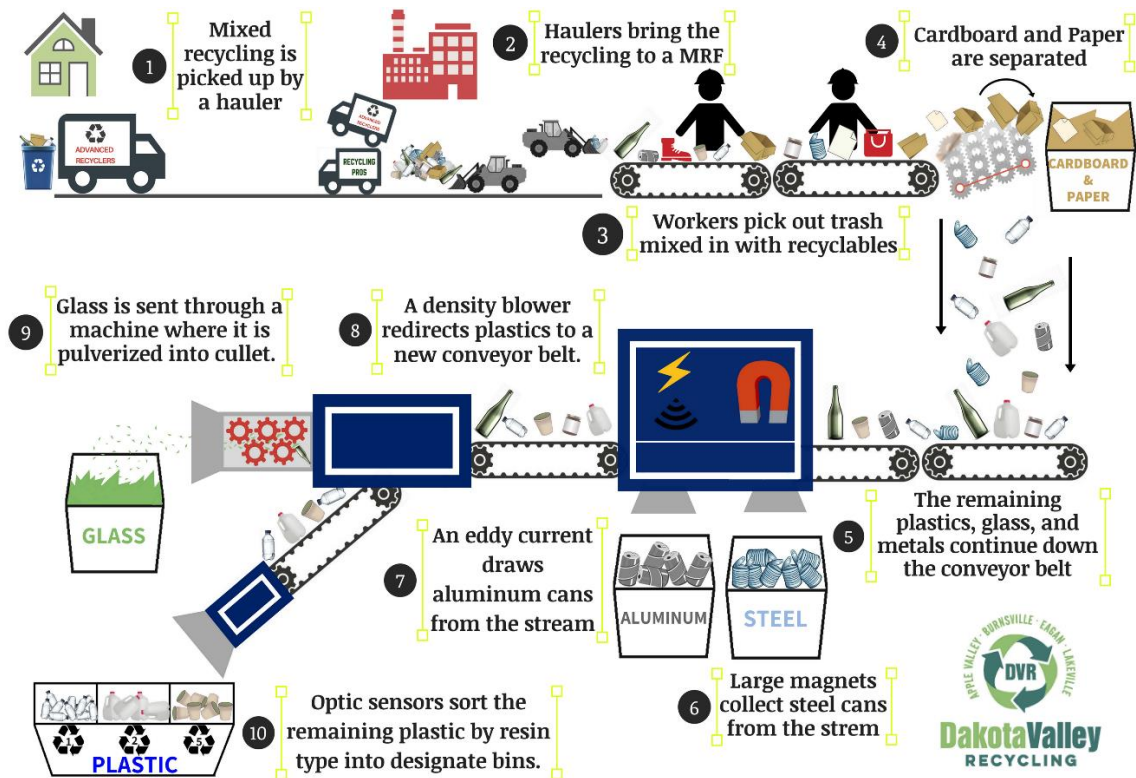 1
Mixed
recycling is
picked up by
a hauler
2
Haulers bring the
recycling to a MRF
4
Cardboard and Paper
are separated
ADVANCED
RECYCLERS
ADVANCED
RECYCLERS
RECYCLING
PROS
CARDBOARD
&
PAPER
3
Workers pick out trash
mixed in with recyclables
9
Glass is sent through a
machine where it is
pulverized into cullet.
8
A density blower
redirects plastics to a
new conveyor belt.
GLASS
5
The remaining
plastics, glass, and
metals continue down
the conveyor belt
7
An eddy current
draws
aluminum cans
from the stream
ALUMINUM
STEEL
6
Large magnets
collect steel cans
from the strem
10
Optic sensors sort the
remaining plastic by resin
type into designate bins.
1
2
5
PLASTIC
APPLE VALLEY · BURNSVILLE · EAGAN · LAKEVILLE
DVR
DakotaValley
RECYCLING